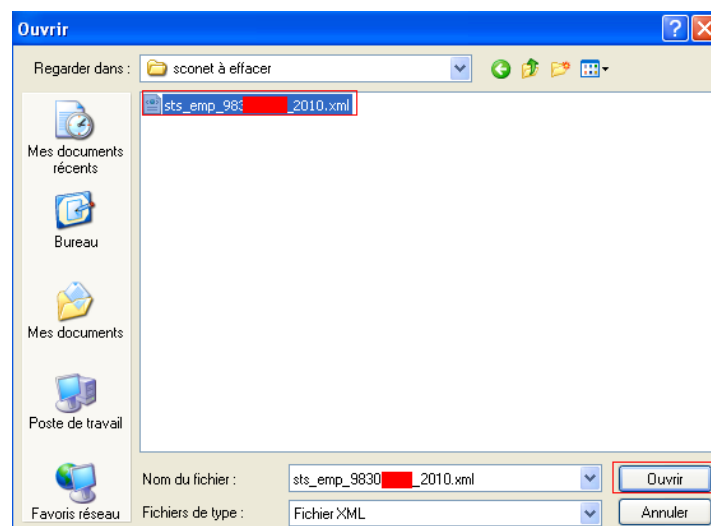 Ouvrir
Regarder dans :
sconet à effacer
sts_emp_983 _2010.xml
Mes documents
récents
Bureau
Mes documents
Poste de travail
Favoris réseau
Nom du fichier :
sts_emp_9830 _2010.xml
Ouvrir
Fichiers de type :
Fichier XML
Annuler